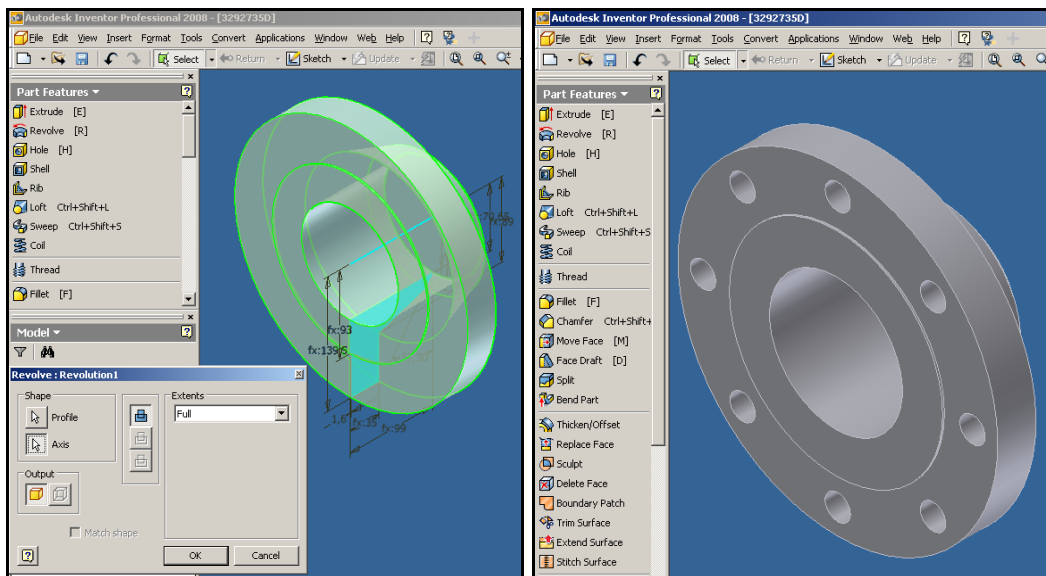 Autodesk Inventor Professional 2008 - [3292735D]
File Edit View Insert Format Tools Convert Applications Window Web Help
Select Return Sketch Update
Part Features
Extrude [E]
Revolve [R]
Hole [H]
Shell
Rib
Loft Ctrl+Shift+L
Sweep Ctrl+Shift+S
Coil
Thread
Fillet [F]
Model
Revolve : Revolution1
Shape
Profile
Axis
Output
Match shape
Extents
Full
OK Cancel
fx:93
fx:139,5
1,6
fx:35
fx:99
Autodesk Inventor Professional 2008 - [3292735D]
File Edit View Insert Format Tools Convert Applications Window Web Help
Select Return Sketch Update
Part Features
Extrude [E]
Revolve [R]
Hole [H]
Shell
Rib
Loft Ctrl+Shift+L
Sweep Ctrl+Shift+S
Coil
Thread
Fillet [F]
Chamfer Ctrl+Shift+
Move Face [M]
Face Draft [D]
Split
Bend Part
Thicken/Offset
Replace Face
Sculpt
Delete Face
Boundary Patch
Trim Surface
Extend Surface
Stitch Surface